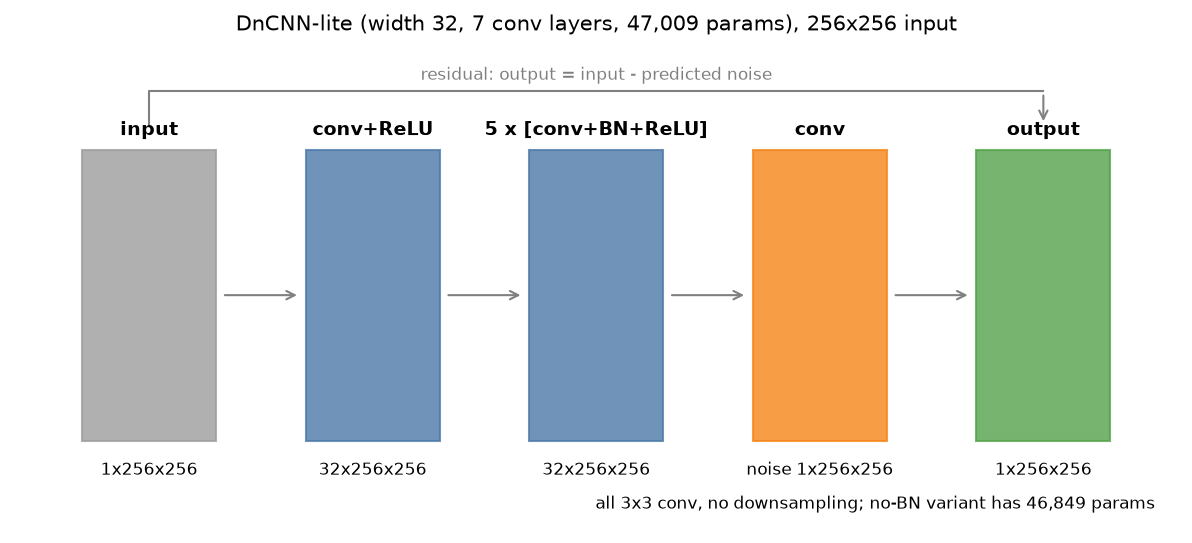 DnCNN-lite (width 32, 7 conv layers, 47,009 params), 256x256 input
residual: output = input - predicted noise
input
conv+ReLU
5 x [conv+BN+ReLU]
conv
output
1x256x256
32x256x256
32x256x256
noise 1x256x256
1x256x256
all 3x3 conv, no downsampling; no-BN variant has 46,849 params